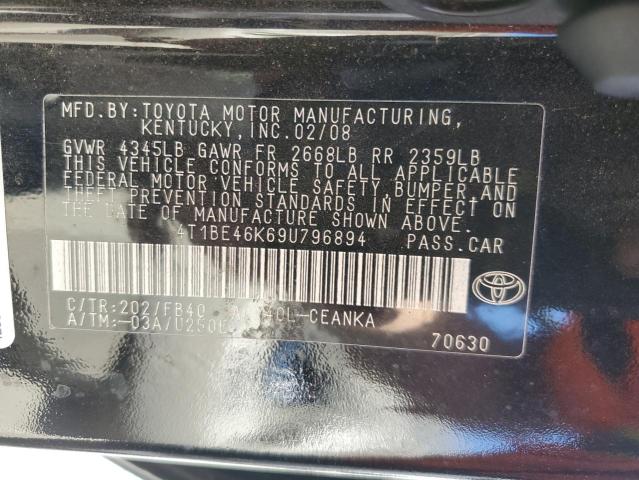 MFD.BY:TOYOTA MOTOR MANUFACTURING,
KENTUCKY, INC. 02/08
GVWR 4345LB GAWR FR 2668LB RR 2359LB
THIS VEHICLE CONFORMS TO ALL APPLICABLE
FEDERAL MOTOR VEHICLE SAFETY, BUMPER AND
THEFT PREVENTION STANDARDS IN EFFECT ON
THE DATE OF MANUFACTURE SHOWN ABOVE.
4T1BE46K69U796894 PASS.CAR
C/TR:202/FB40
A/TM:-03A/U250E
70630